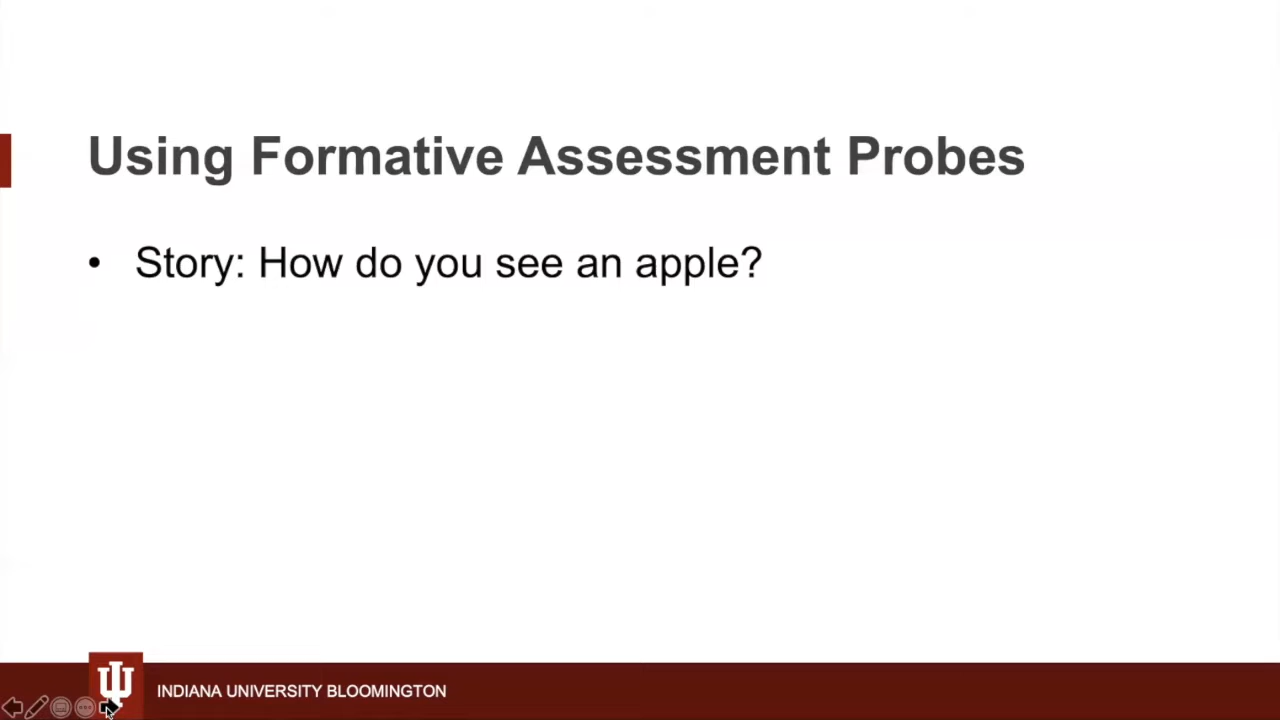 Using Formative Assessment Probes
• Story: How do you see an apple?
INDIANA UNIVERSITY BLOOMINGTON